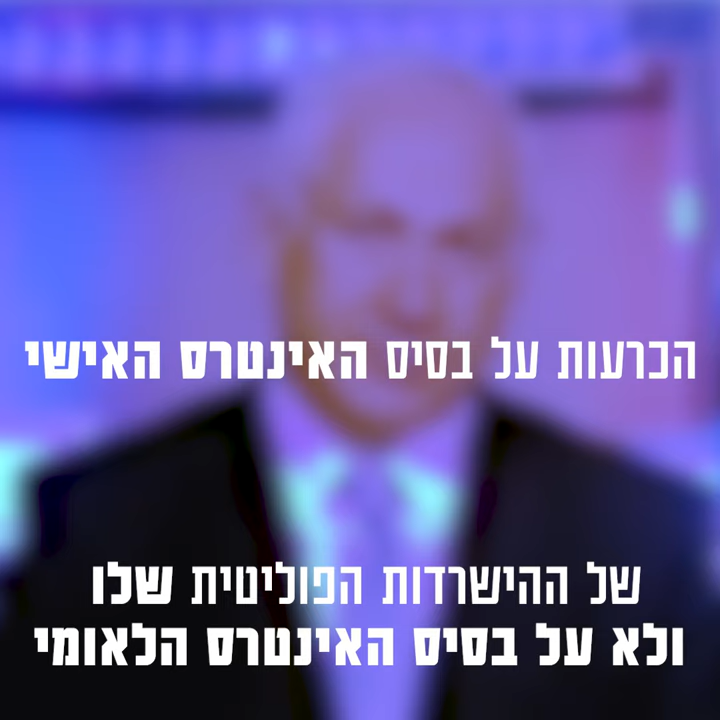 הכרעות על בסיס האינטרס האישי
של ההישרדות הפוליטית שלו
ולא על בסיס האינטרס הלאומי